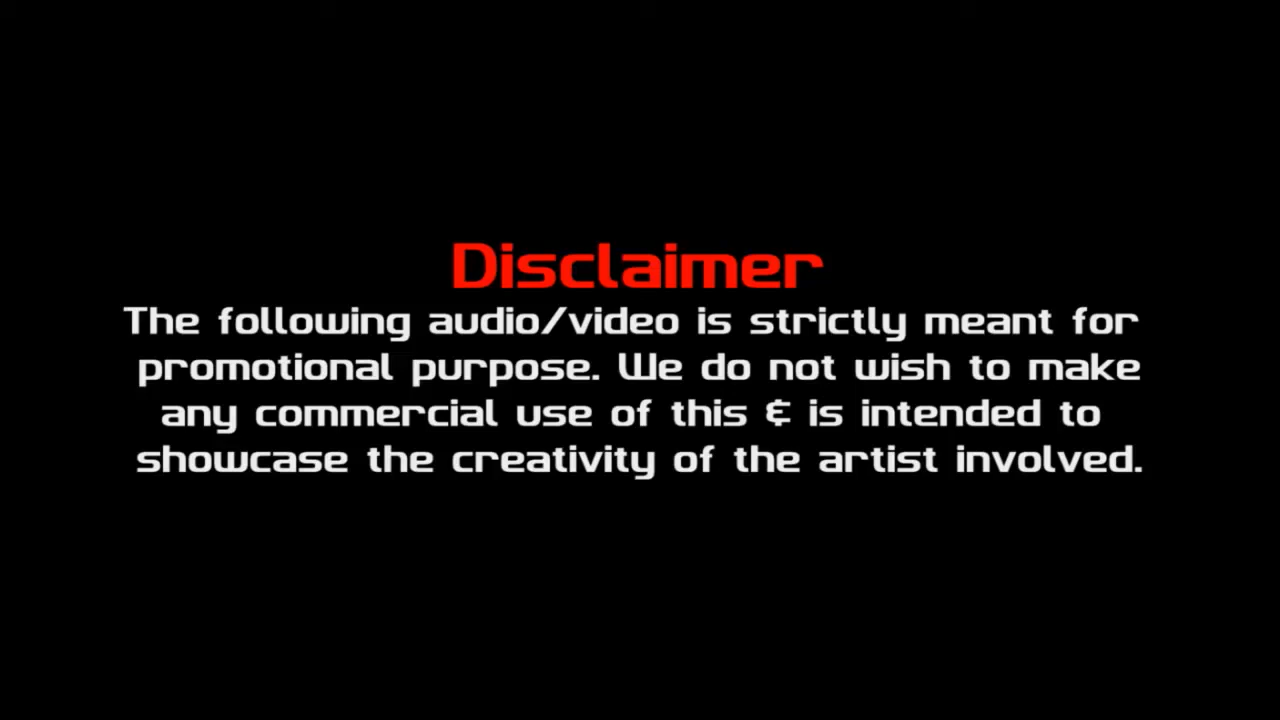 Disclaimer
The following audio/video is strictly meant for
promotional purpose. We do not wish to make
any commercial use of this & is intended to
showcase the creativity of the artist involved.